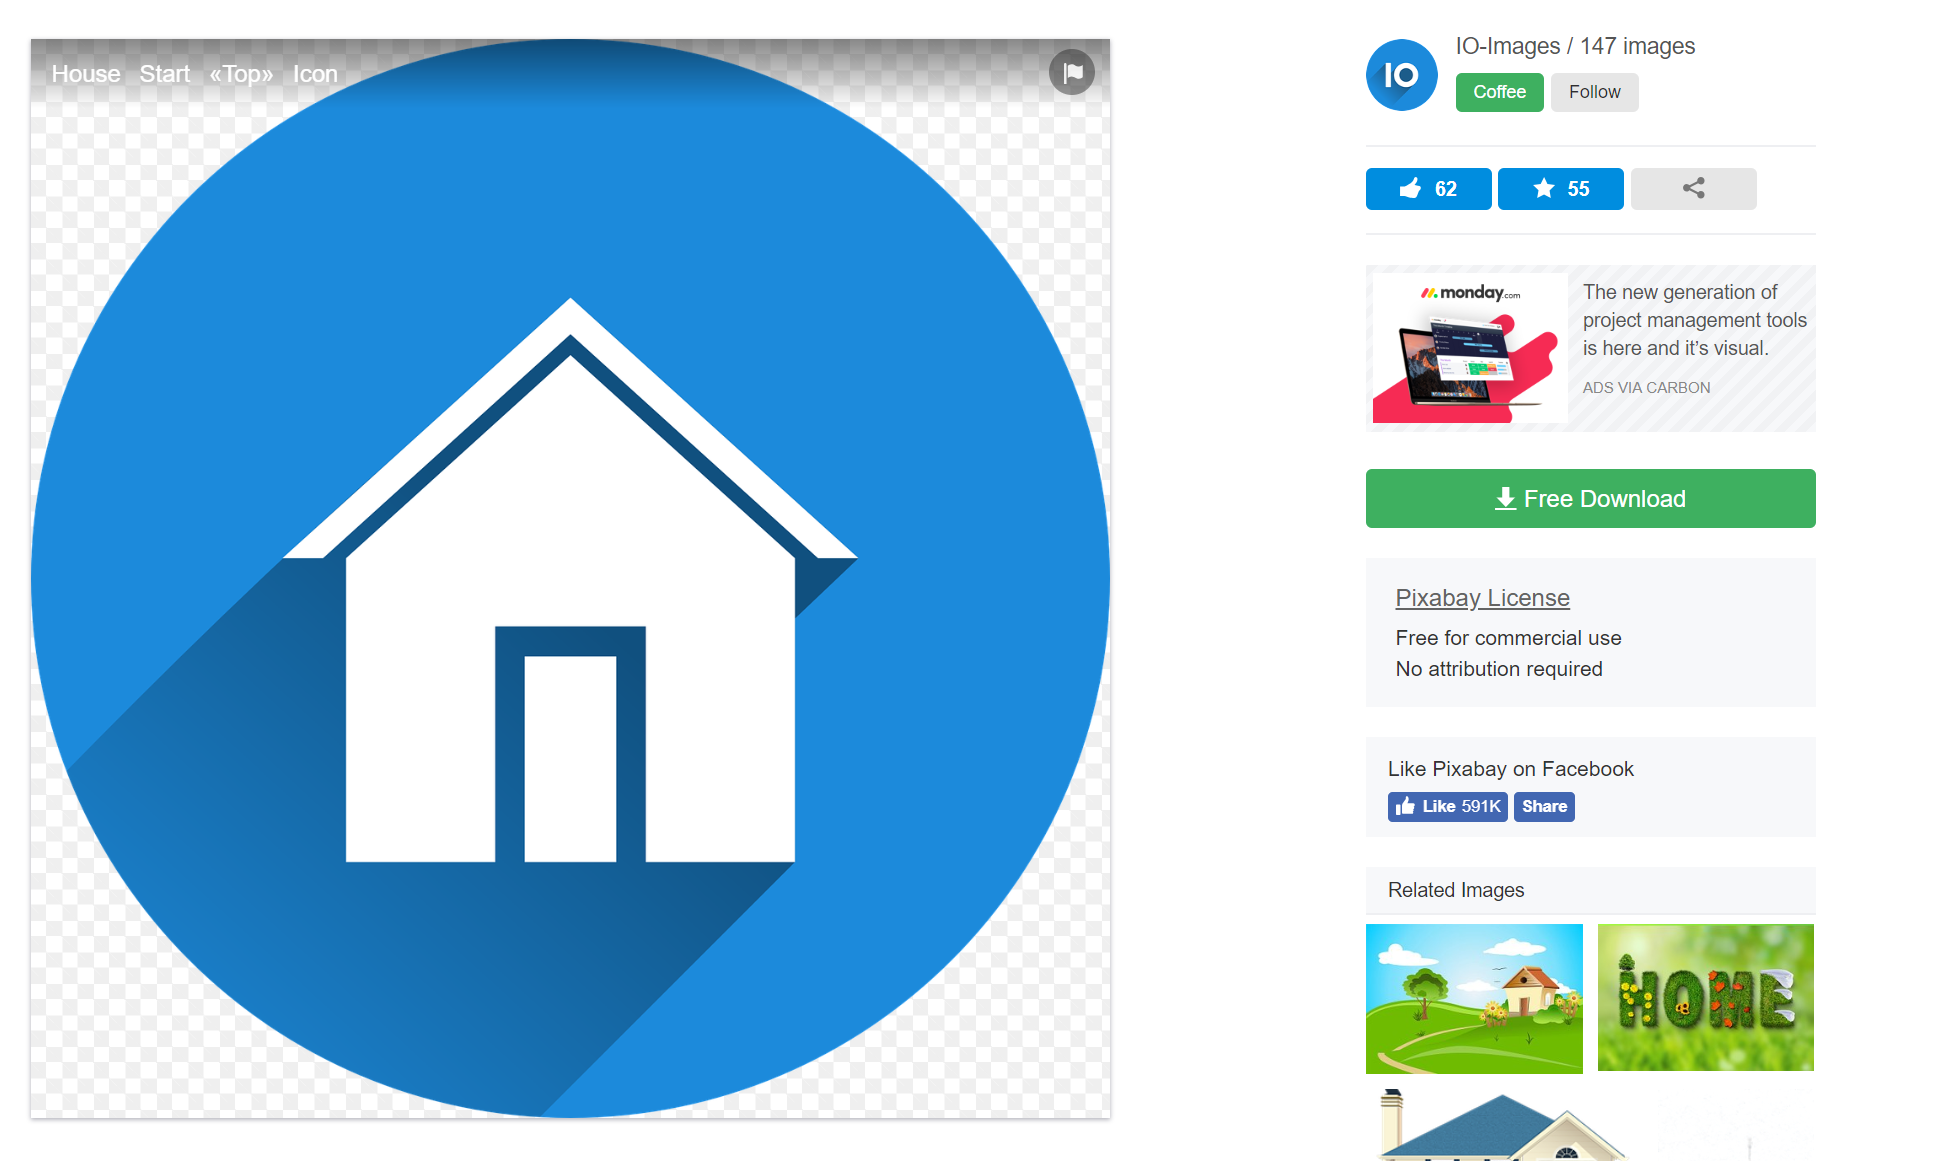 House Start «Top» Icon
IO
IO-Images / 147 images
Coffee Follow
62 55
monday.com
The new generation of
project management tools
is here and it's visual.
ADS VIA CARBON
Free Download
Pixabay License
Free for commercial use
No attribution required
Like Pixabay on Facebook
Like 591K Share
Related Images
HOME